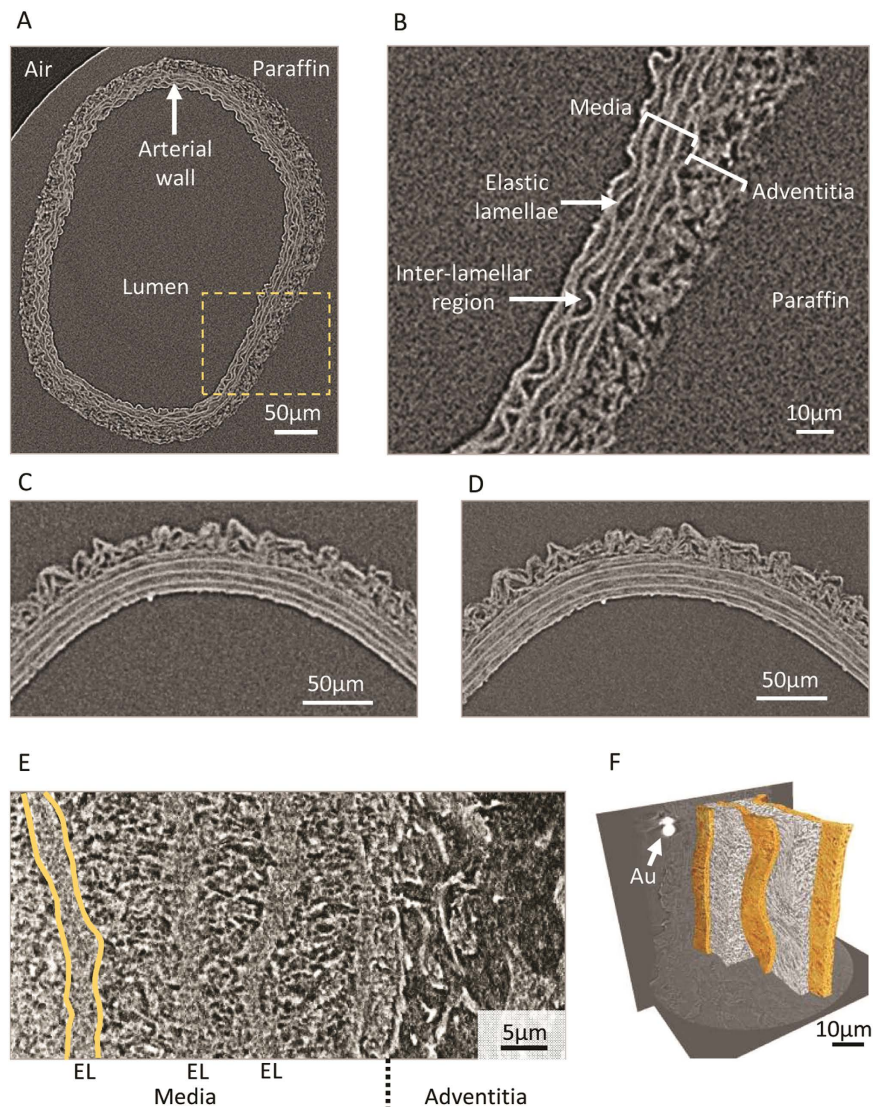 A
Air
Paraffin
Arterial
wall
Lumen
50µm
B
Media
Elastic
lamellae
Adventitia
Inter-lamellar
region
Paraffin
10µm
C
50µm
D
50µm
E
5µm
EL
EL
EL
Media
Adventitia
F
Au
10µm